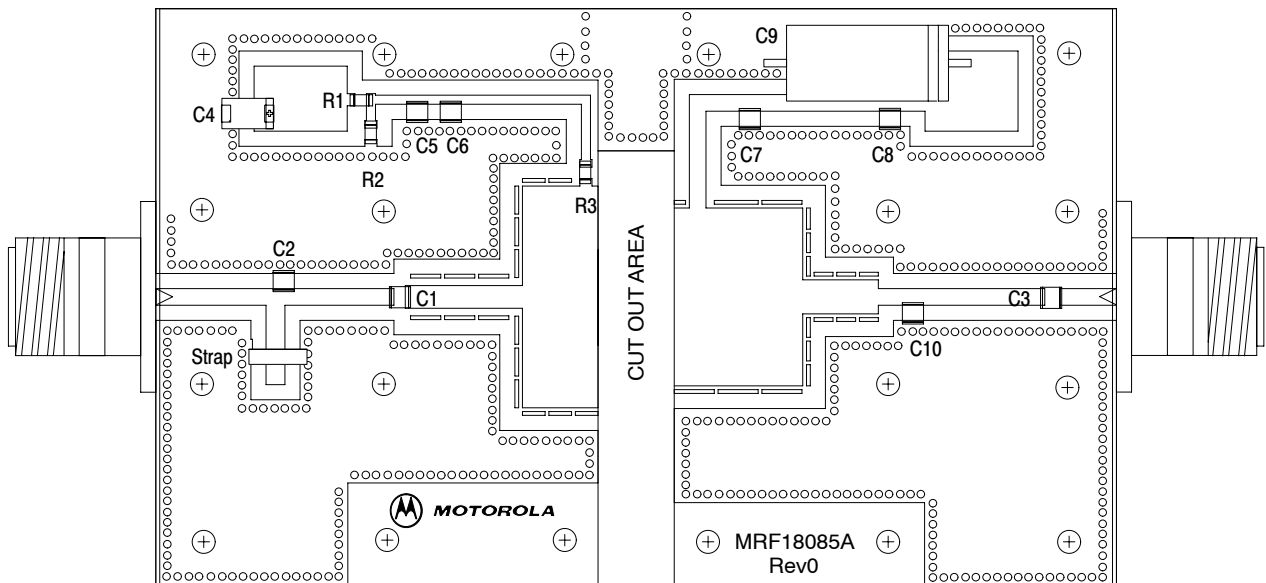 C9
R1
C4
C5 C6
C7
C8
R2
R3
C2
C1
C3
CUT OUT AREA
Strap
C10
MOTOROLA
MRF18085A
Rev0